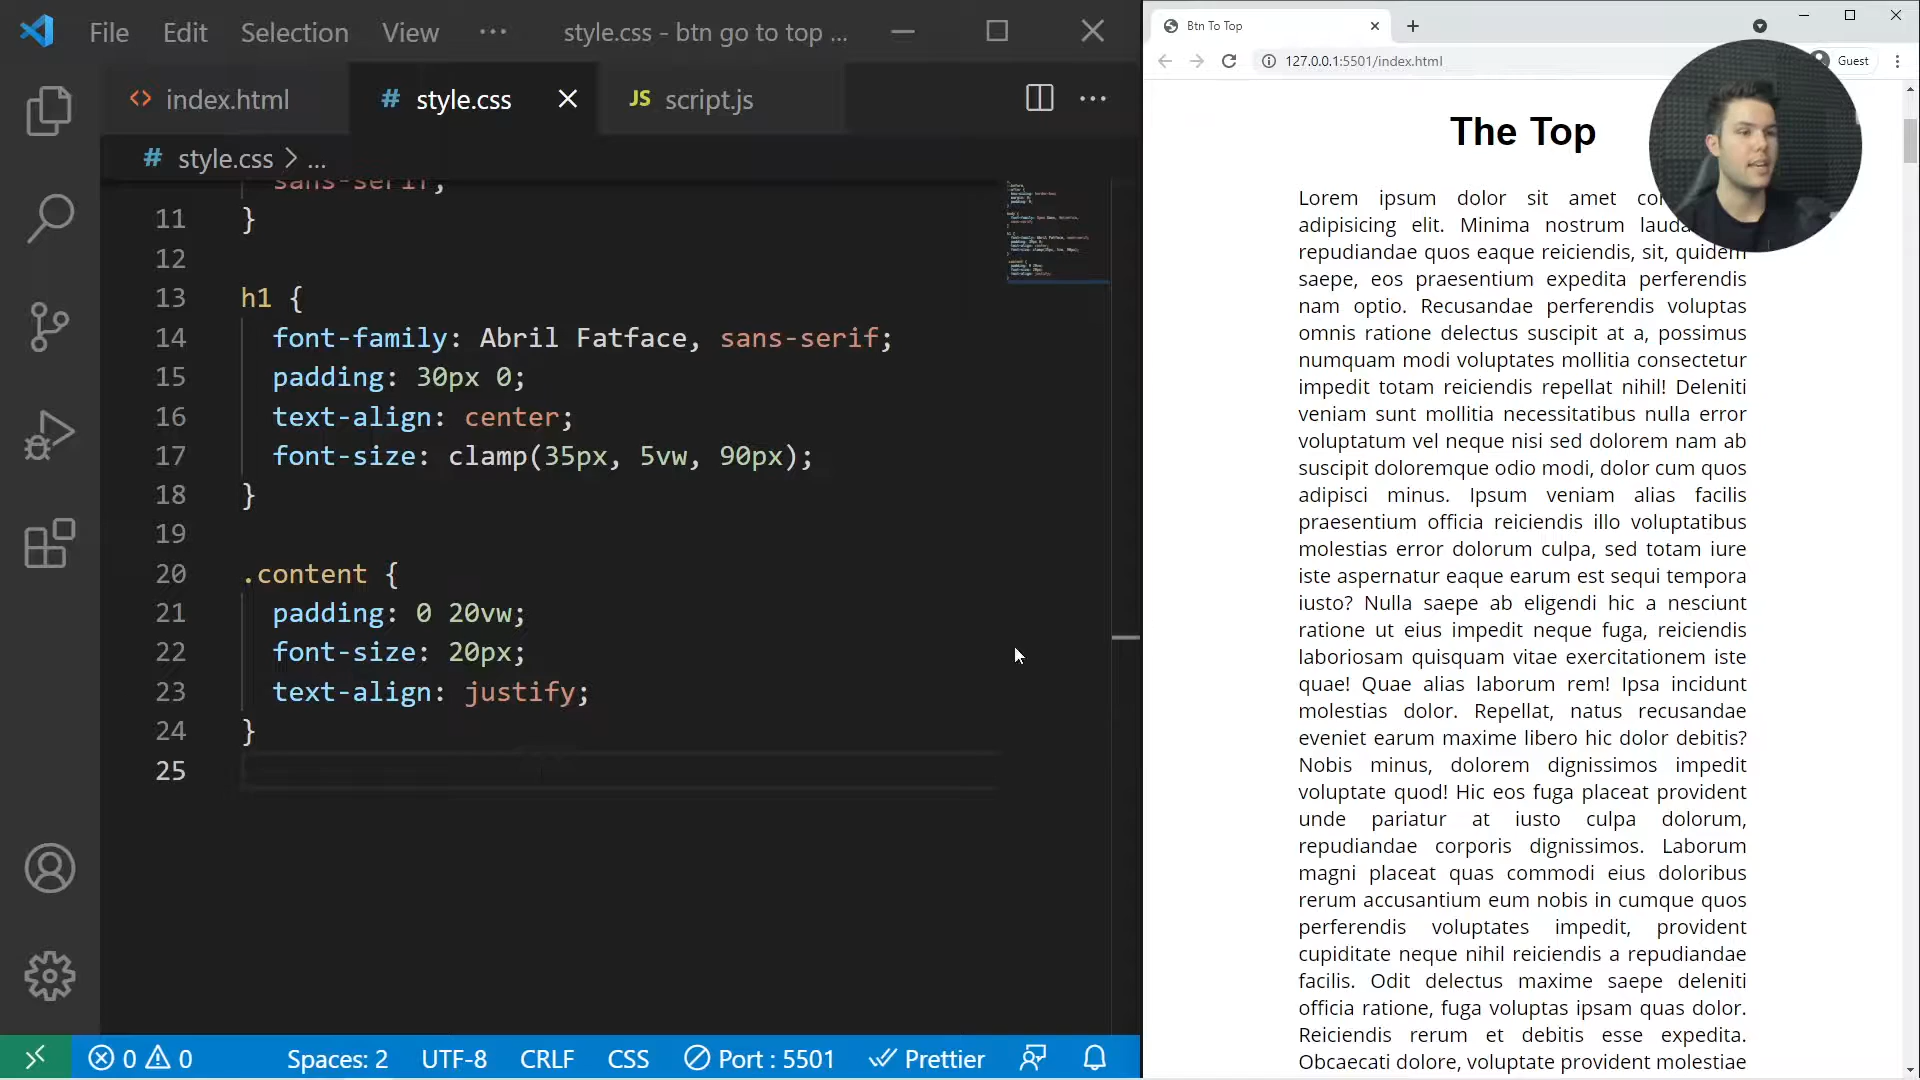 File Edit Selection View ··· style.css - btn go to top ...
index.html # style.css JS script.js
# style.css > ...
sans-serif;
11 }
12
13 h1 {
14 font-family: Abril Fatface, sans-serif;
15 padding: 30px 0;
16 text-align: center;
17 font-size: clamp(35px, 5vw, 90px);
18 }
19
20 .content {
21 padding: 0 20vw;
22 font-size: 20px;
23 text-align: justify;
24 }
25
0 0 Spaces: 2 UTF-8 CRLF CSS Port : 5501 Prettier
Btn To Top
127.0.0.1:5501/index.html Guest
The Top
Lorem ipsum dolor sit amet
adipisicing elit. Minima nostrum
repudiandae quos eaque reiciendis, sit, quidem
saepe, eos praesentium expedita perferendis
nam optio. Recusandae perferendis voluptas
omnis ratione delectus suscipit at a, possimus
numquam modi voluptates mollitia consectetur
impedit totam reiciendis repellat nihil! Deleniti
veniam sunt mollitia necessitatibus nulla error
voluptatum vel neque nisi sed dolorem nam ab
suscipit doloremque odio modi, dolor cum quos
adipisci minus. Ipsum veniam alias facilis
praesentium officia reiciendis illo voluptatibus
molestias error dolorum culpa, sed totam iure
iste aspernatur eaque earum est sequi tempora
iusto? Nulla saepe ab eligendi hic a nesciunt
ratione ut eius impedit neque fuga, reiciendis
laboriosam quisquam vitae exercitationem iste
quae! Quae alias laborum rem! Ipsa incidunt
molestias dolor. Repellat, natus recusandae
eveniet earum maxime libero hic dolor debitis?
Nobis minus, dolorem dignissimos impedit
voluptate quod! Hic eos fuga placeat provident
unde pariatur at iusto culpa dolorum,
repudiandae corporis dignissimos. Laborum
magni placeat quas commodi eius doloribus
rerum accusantium eum nobis in cumque quos
perferendis voluptates impedit, provident
cupiditate neque nihil reiciendis a repudiandae
facilis. Odit delectus maxime saepe deleniti
officia ratione, fuga voluptas ipsam quas dolor.
Reiciendis rerum et debitis esse expedita.
Obcaecati dolore, voluptate provident molestiae